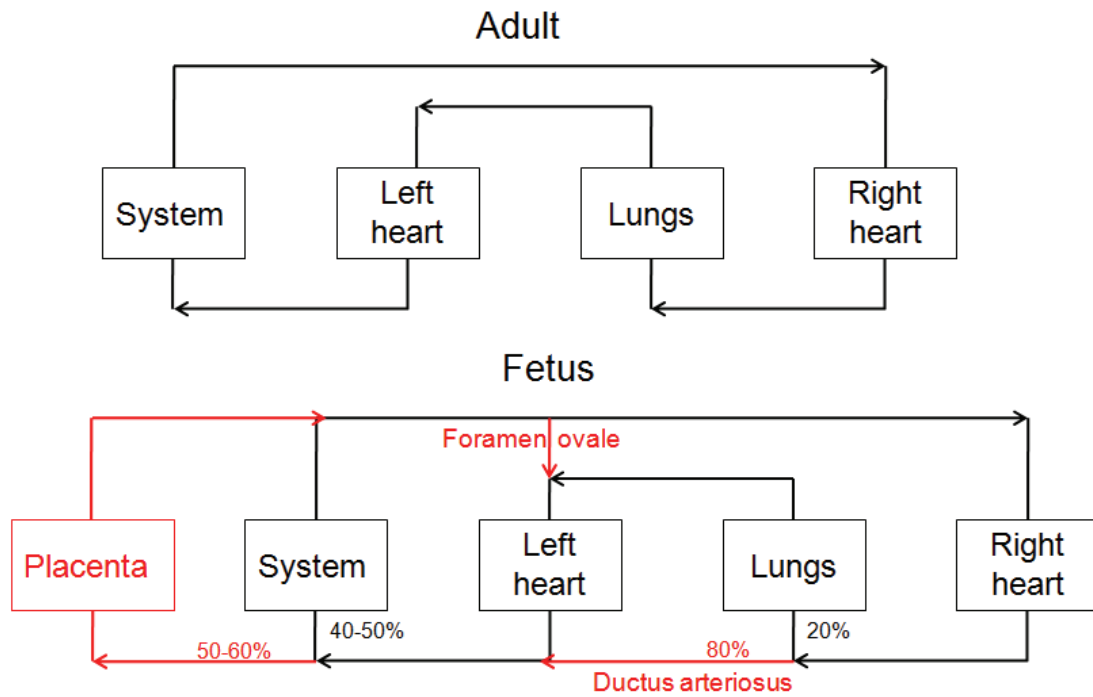 Adult
System
Left
heart
Lungs
Right
heart
Fetus
Foramen ovale
Placenta
System
Left
heart
Lungs
Right
heart
50-60%
40-50%
80%
20%
Ductus arteriosus